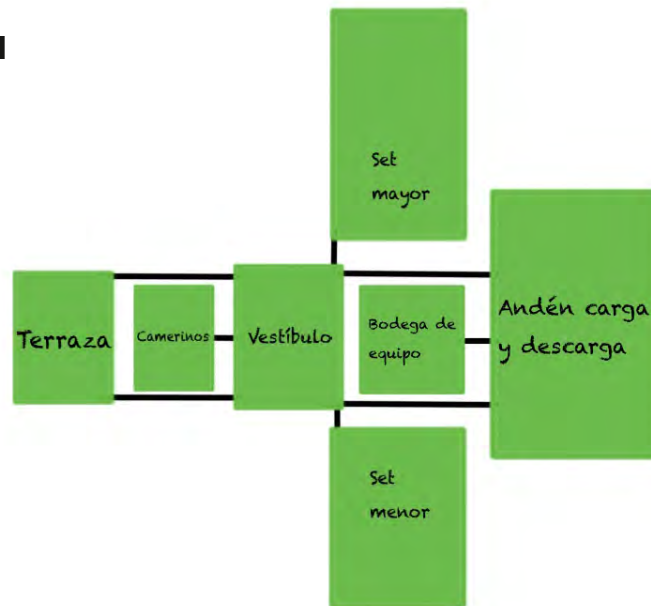 Set
mayor
Terraza
Camerinos
Vestíbulo
Bodega de
equipo
Andén carga
y descarga
Set
menor